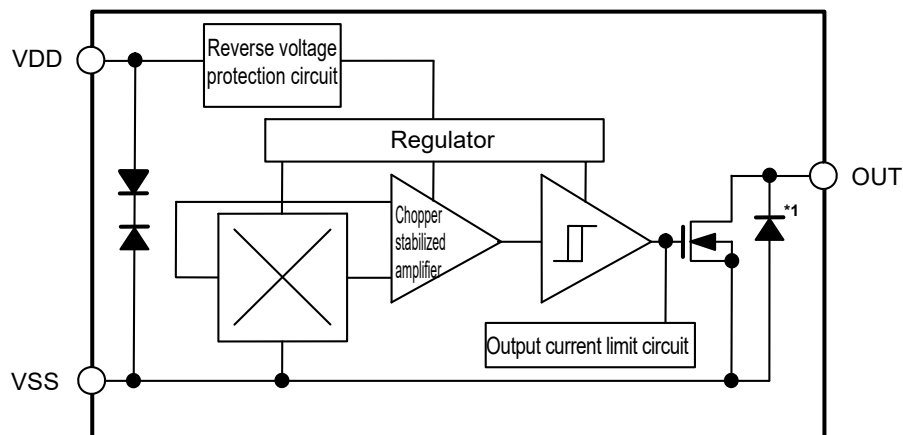 VDD
Reverse voltage
protection circuit
Regulator
OUT
*1
Chopper
stabilized
amplifier
Output current limit circuit
VSS